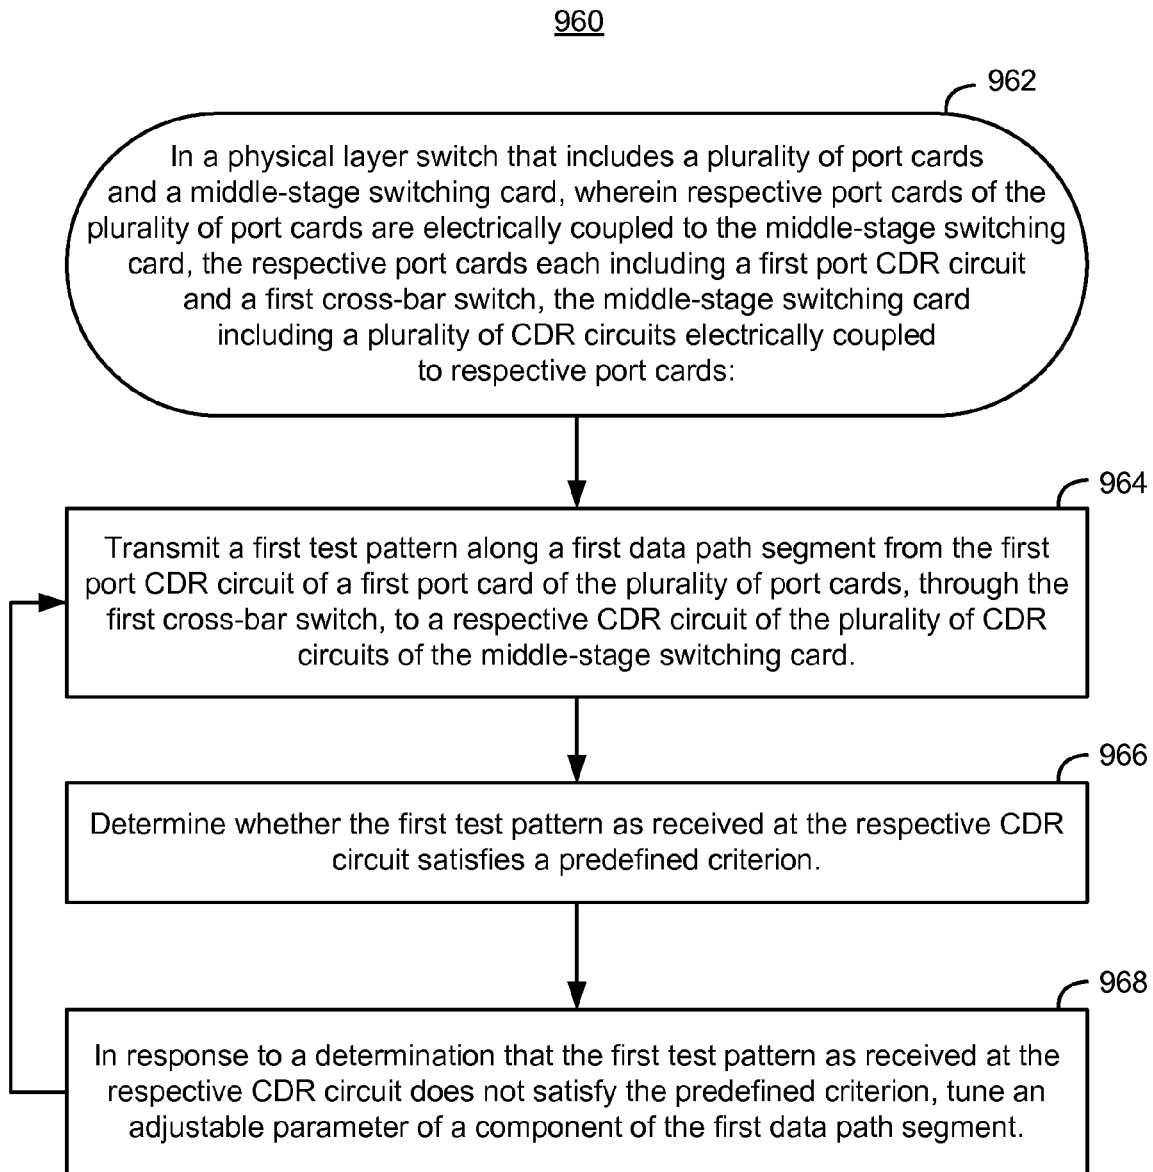 960
962
In a physical layer switch that includes a plurality of port cards
and a middle-stage switching card, wherein respective port cards of the
plurality of port cards are electrically coupled to the middle-stage switching
card, the respective port cards each including a first port CDR circuit
and a first cross-bar switch, the middle-stage switching card
including a plurality of CDR circuits electrically coupled
to respective port cards:
964
Transmit a first test pattern along a first data path segment from the first
port CDR circuit of a first port card of the plurality of port cards, through the
first cross-bar switch, to a respective CDR circuit of the plurality of CDR
circuits of the middle-stage switching card.
966
Determine whether the first test pattern as received at the respective CDR
circuit satisfies a predefined criterion.
968
In response to a determination that the first test pattern as received at the
respective CDR circuit does not satisfy the predefined criterion, tune an
adjustable parameter of a component of the first data path segment.